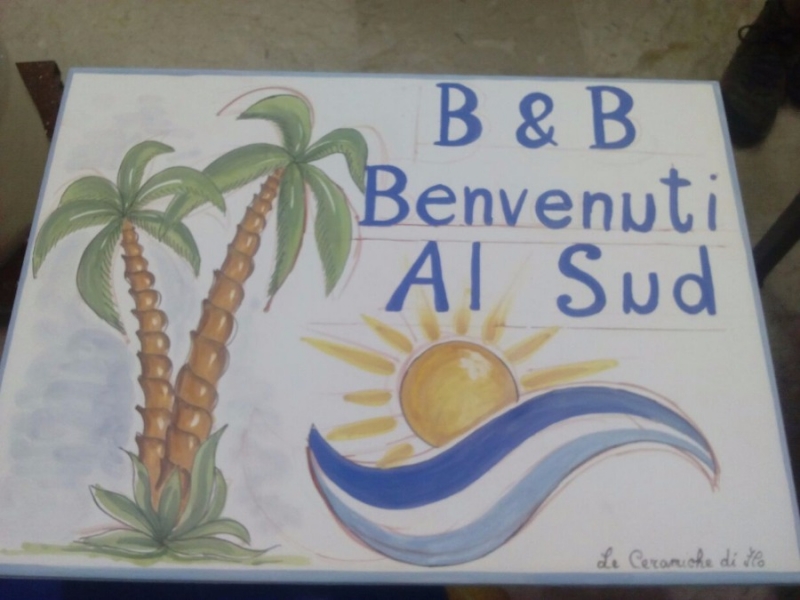 B & B
Benvenuti
Al Sud
Le Ceramiche di